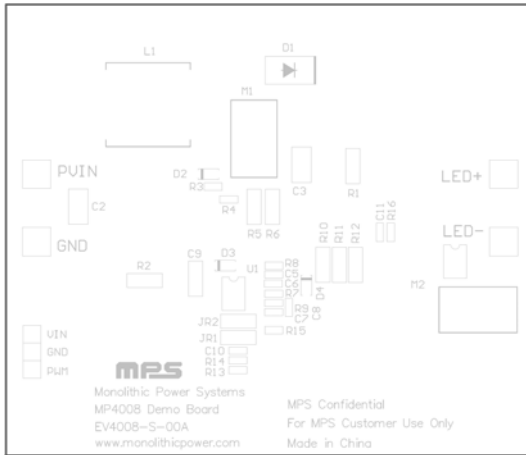 L1
D1
M1
PVIN
D2
R3
R4
C3
R1
LED+
C2
C11
R16
R5
R6
R10
R11
R12
GND
LED-
C9
D3
U1
R8
C5
C6
R7
D4
R2
M2
R9
C7
C8
JR2
JR1
R15
VIN
GND
PWM
C10
R14
R13
mps
Monolithic Power Systems
MP4008 Demo Board
EV4008-S-00A
www.monolithicpower.com
MPS Confidential
For MPS Customer Use Only
Made in China